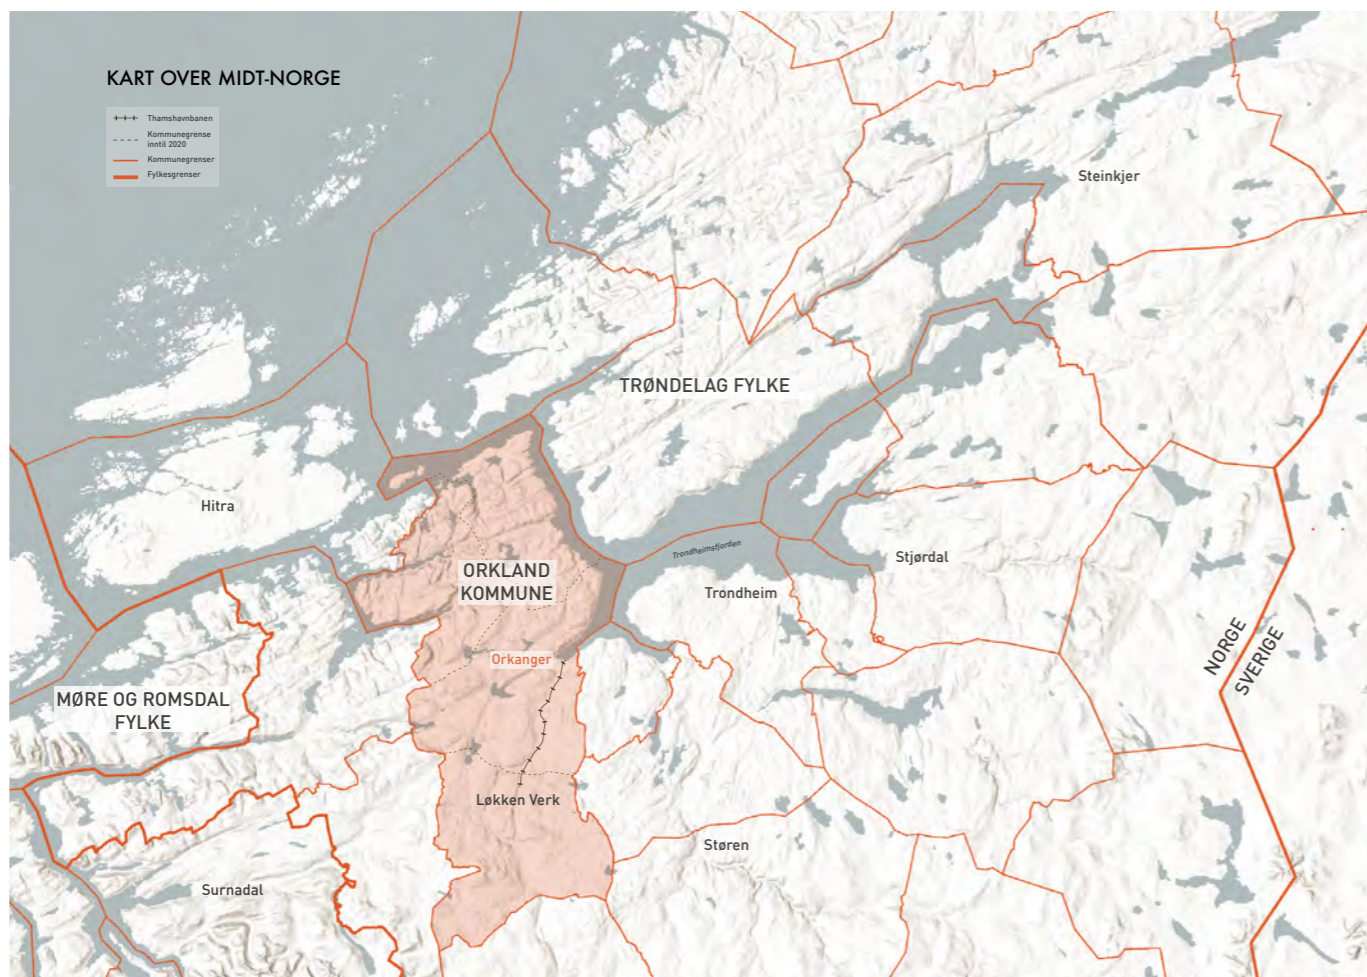 KART OVER MIDT-NORGE
Thamshavnbanen
Kommunegrense
inntil 2020
Kommunegrenser
Fylkesgrenser
Steinkjer
TRØNDELAG FYLKE
Hitra
Trondheimsfjorden
Stjørdal
ORKLAND
KOMMUNE
Trondheim
NORGE
SVERIGE
Orkanger
MØRE OG ROMSDAL
FYLKE
Løkken Verk
Støren
Surnadal